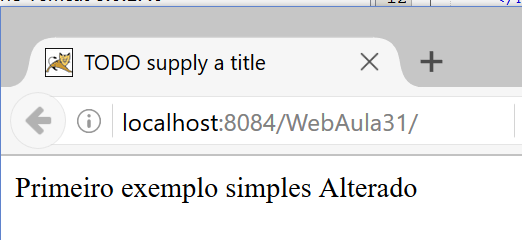 TODO supply a title
localhost:8084/WebAula31/
Primeiro exemplo simples Alterado